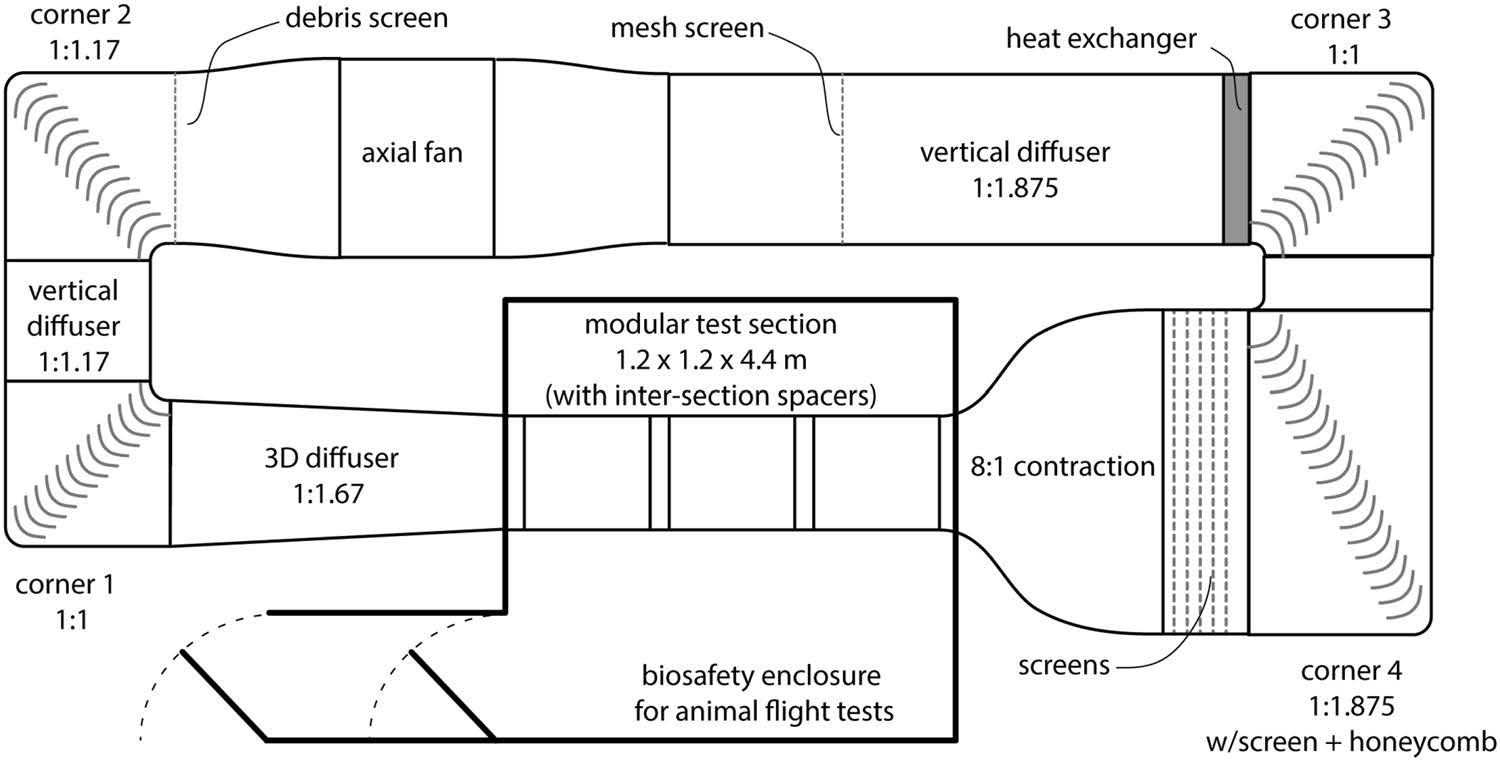 corner 2
1:1.17
debris screen
mesh screen
heat exchanger
corner 3
1:1
axial fan
vertical diffuser
1:1.875
vertical
diffuser
1:1.17
modular test section
1.2 x 1.2 x 4.4 m
(with inter-section spacers)
3D diffuser
1:1.67
8:1 contraction
corner 1
1:1
screens
biosafety enclosure
for animal flight tests
corner 4
1:1.875
w/screen + honeycomb